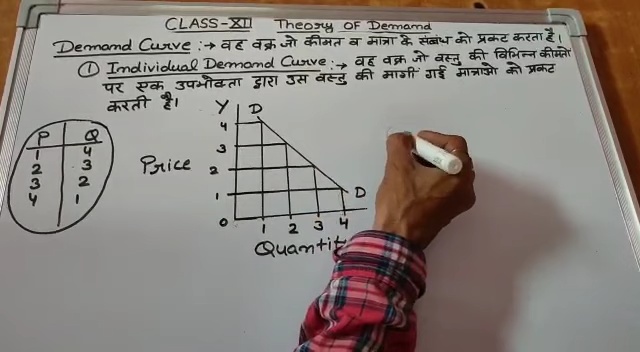 CLASS-XII Theory OF Demand
Demand Curve :→ वह वक्र जो कीमत व मात्रा के संबंध को प्रकट करता है।
① Individual Demand Curve :→ वह वक्र जो वस्तु की विभिन्न कीमतों
पर एक उपभोक्ता द्वारा उस वस्तु की मांगी गई मात्राओ को प्रकट
करती है।
P Q
1 4
2 3
3 2
4 1
Price
Y D
4
3
2
1 D
0 1 2 3 4